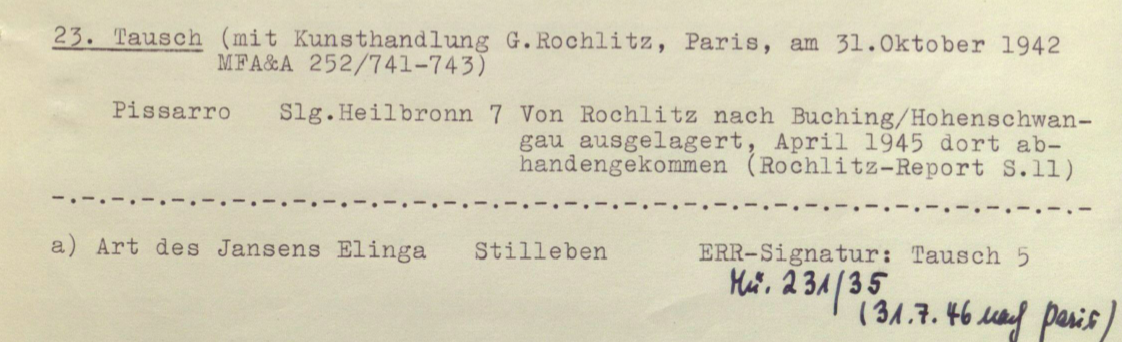 23. Tausch (mit Kunsthandlung G.Rochlitz, Paris, am 31.Oktober 1942
MFA&A 252/741-743)
Pissarro Slg.Heilbronn 7 Von Rochlitz nach Buching/Hohenschwan-
gau ausgelagert, April 1945 dort ab-
handengekommen (Rochlitz-Report S.11)
a) Art des Jansens Elinga Stilleben ERR-Signatur: Tausch 5
Mü. 231/35
(31.7.46 nach Paris)